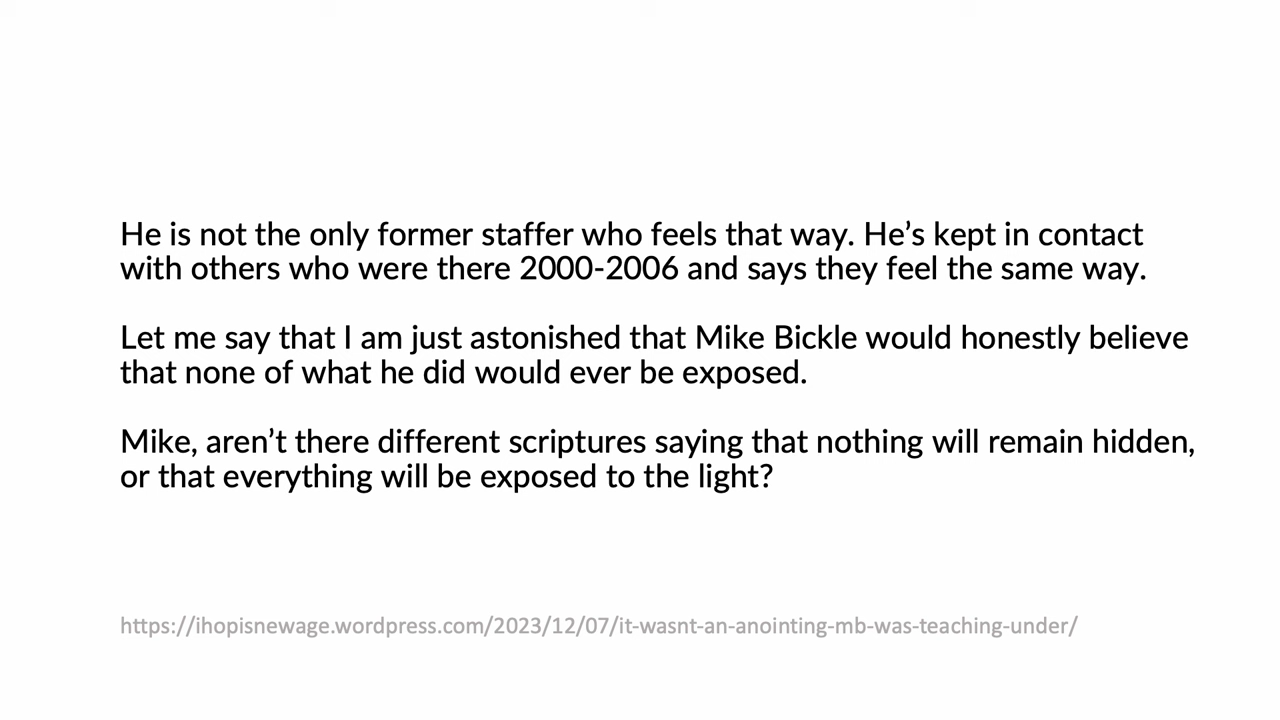 He is not the only former staffer who feels that way. He’s kept in contact
with others who were there 2000-2006 and says they feel the same way.
Let me say that I am just astonished that Mike Bickle would honestly believe
that none of what he did would ever be exposed.
Mike, aren’t there different scriptures saying that nothing will remain hidden,
or that everything will be exposed to the light?
https://ihopisnewage.wordpress.com/2023/12/07/it-wasnt-an-anointing-mb-was-teaching-under/